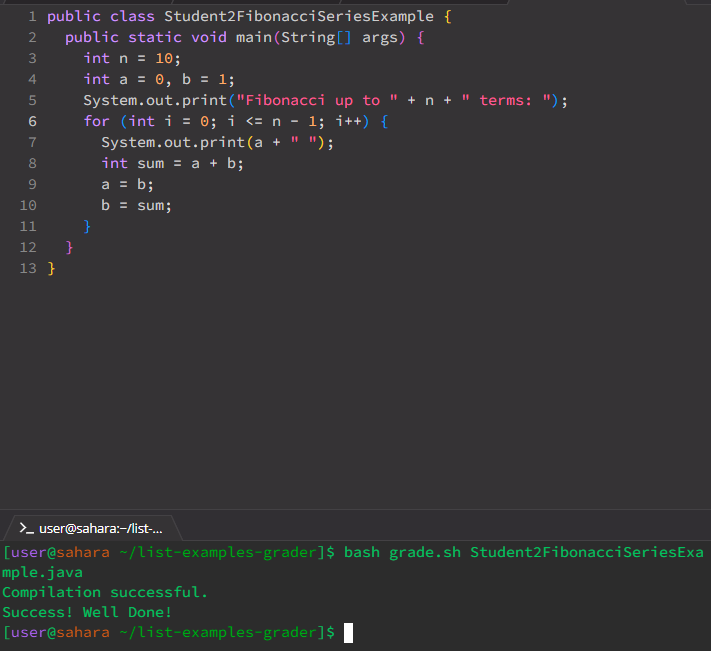 1 public class Student2FibonacciSeriesExample {
2 public static void main(String[] args) {
3 int n = 10;
4 int a = 0, b = 1;
5 System.out.print("Fibonacci up to " + n + " terms: ");
6 for (int i = 0; i <= n - 1; i++) {
7 System.out.print(a + " ");
8 int sum = a + b;
9 a = b;
10 b = sum;
11 }
12 }
13 }
>_ user@sahara:~/list-...
[user@sahara ~/list-examples-grader]$ bash grade.sh Student2FibonacciSeriesExa
mple.java
Compilation successful.
Success! Well Done!
[user@sahara ~/list-examples-grader]$